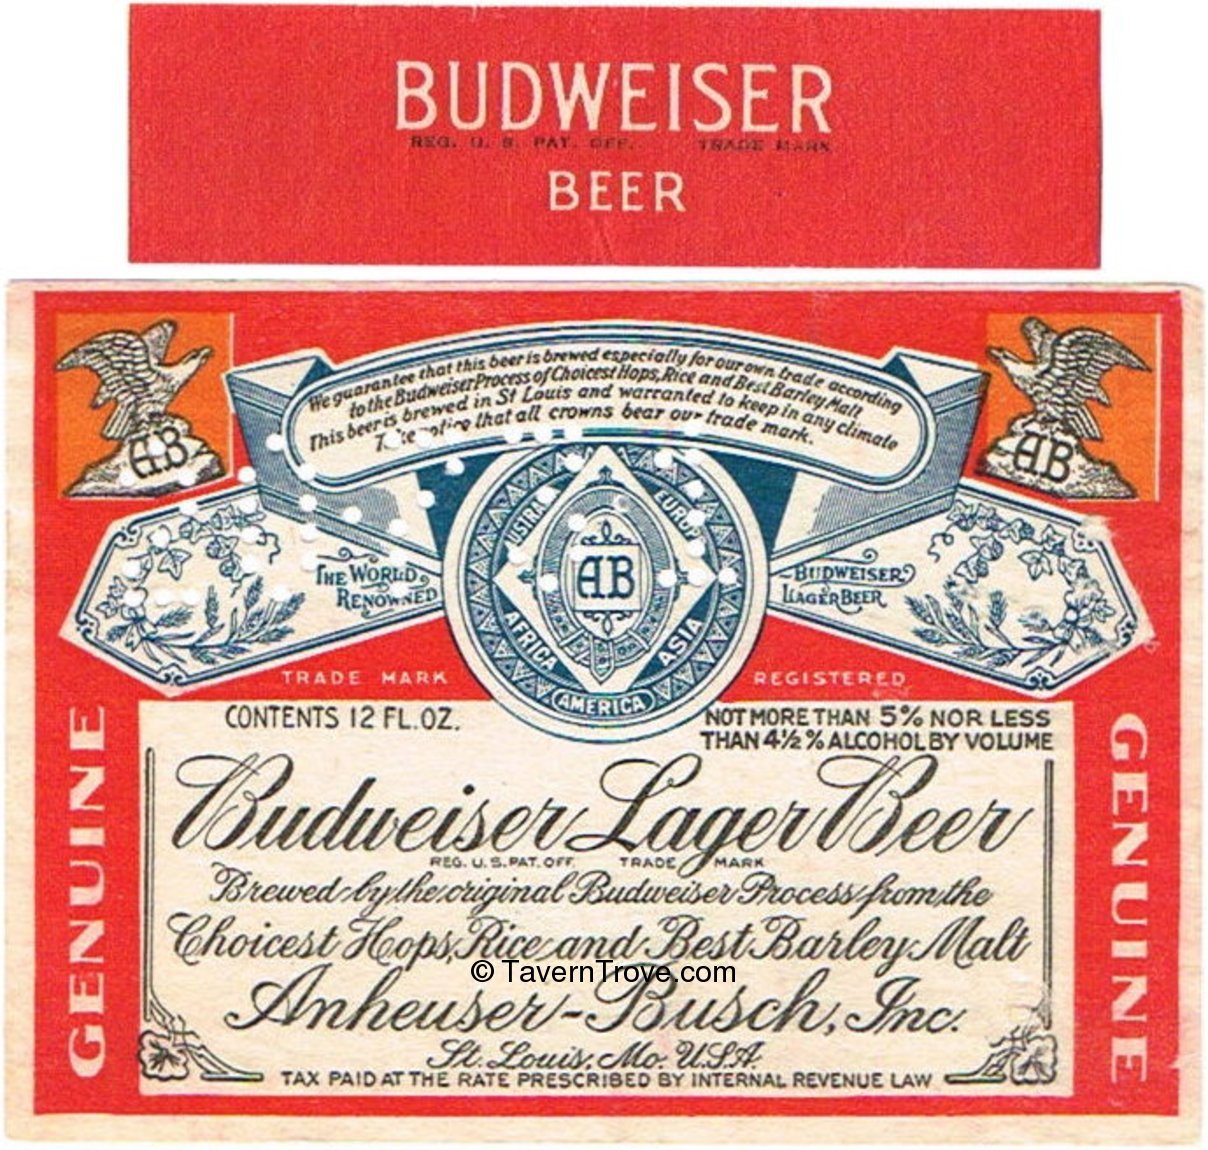 BUDWEISER
REG. U. S. PAT. OFF. TRADE MARK
BEER
We guarantee that this beer is brewed especially for our own trade according
to the Budweiser Process of Choicest Hops, Rice and Best Barley Malt
This beer is brewed in St Louis and warranted to keep in any climate
Take notice that all crowns bear our trade mark.
AB
AB
THE WORLD
RENOWNED
BUDWEISER
LAGER BEER
EUROPE
AB
AFRICA
ASIA
AMERICA
TRADE MARK
REGISTERED
CONTENTS 12 FL. OZ.
NOT MORE THAN 5% NOR LESS
THAN 4½% ALCOHOL BY VOLUME
GENUINE
GENUINE
Budweiser Lager Beer
REG. U.S. PAT. OFF. TRADE MARK
Brewed by the original Budweiser Process from the
Choicest Hops, Rice and Best Barley Malt
© TavernTrove.com
Anheuser-Busch, Inc.
St. Louis, Mo. U.S.A.
TAX PAID AT THE RATE PRESCRIBED BY INTERNAL REVENUE LAW